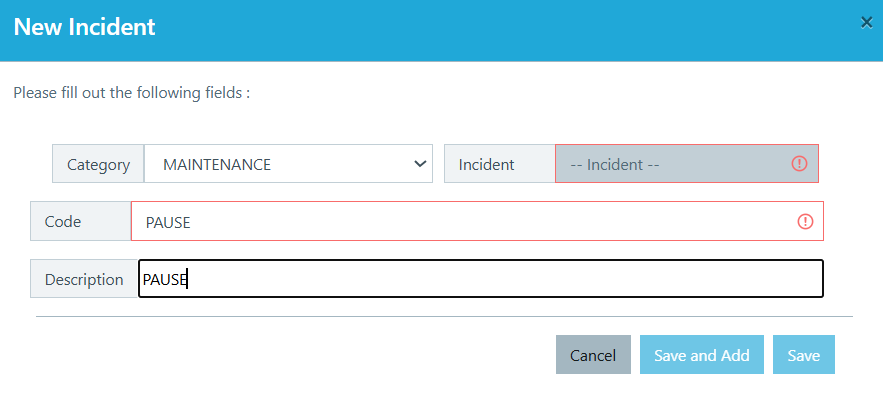 New Incident
×
Please fill out the following fields :
Category MAINTENANCE Incident -- Incident --
Code PAUSE
Description PAUSE
Cancel Save and Add Save